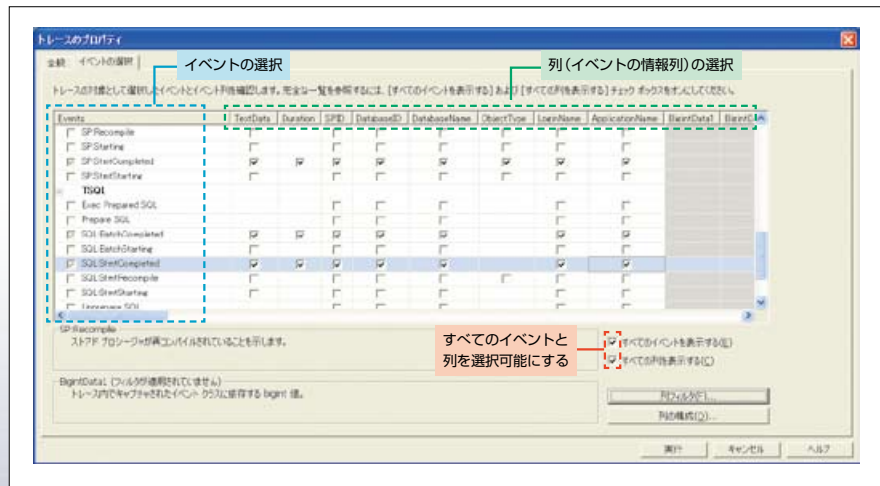 トレースのプロパティ
全般 イベントの選択
イベントの選択
列(イベントの情報列)の選択
トレースの対象として選択したイベントとイベント列を確認します。完全な一覧を参照するには、[すべてのイベントを表示する]および[すべての列を表示する]チェック ボックスをオンにしてください。
Events TextData Duration SPID DatabaseID DatabaseName ObjectType LoginName ApplicationName BigintData1
SP:Recompile
SP:Starting
SP:StmtCompleted
SP:StmtStarting
TSQL
Exec Prepared SQL
Prepare SQL
SQL:BatchCompleted
SQL:BatchStarting
SQL:StmtCompleted
SQL:StmtRecompile
SQL:StmtStarting
Unprepare SQL
SP:Recompile
ストアド プロシージャが再コンパイルされていることを示します。
すべてのイベントと
列を選択可能にする
すべてのイベントを表示する(E)
すべての列を表示する(C)
BigintData1 (フィルタが適用されていません)
トレース内でキャプチャされたイベント クラスに依存する bigint 値。
列フィルタ(F)...
列の構成(O)...
実行 キャンセル ヘルプ